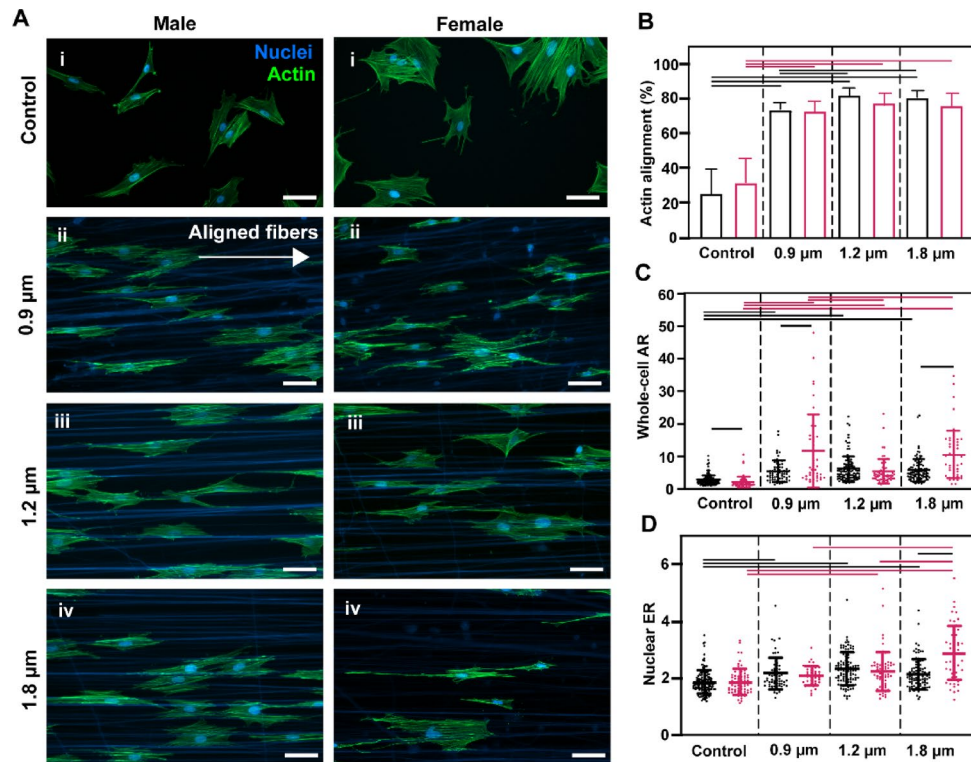 A
Male
Female
Control
i
Nuclei
Actin
i
0.9 µm
ii
Aligned fibers
ii
1.2 µm
iii
iii
1.8 µm
iv
iv
B
Actin alignment (%)
100
80
60
40
20
0
Control
0.9 µm
1.2 µm
1.8 µm
C
Whole-cell AR
60
50
40
30
20
10
0
Control
0.9 µm
1.2 µm
1.8 µm
D
Nuclear ER
6
4
2
0
Control
0.9 µm
1.2 µm
1.8 µm